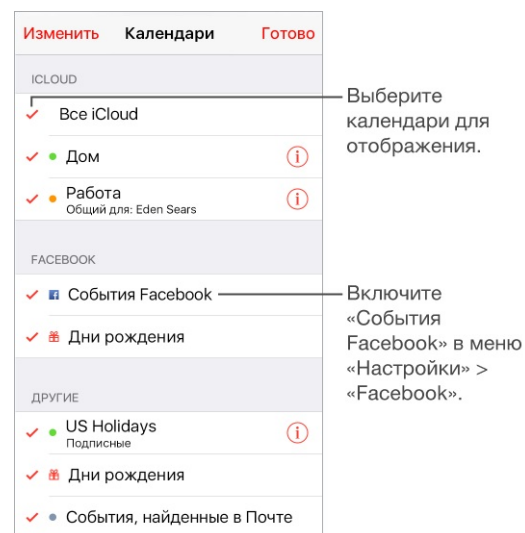 Изменить Календари Готово
ICLOUD
Все iCloud
Дом
Работа
Общий для: Eden Sears
FACEBOOK
События Facebook
Дни рождения
ДРУГИЕ
US Holidays
Подписные
Дни рождения
События, найденные в Почте
Выберите
календари для
отображения.
Включите
«События
Facebook» в меню
«Настройки» >
«Facebook».